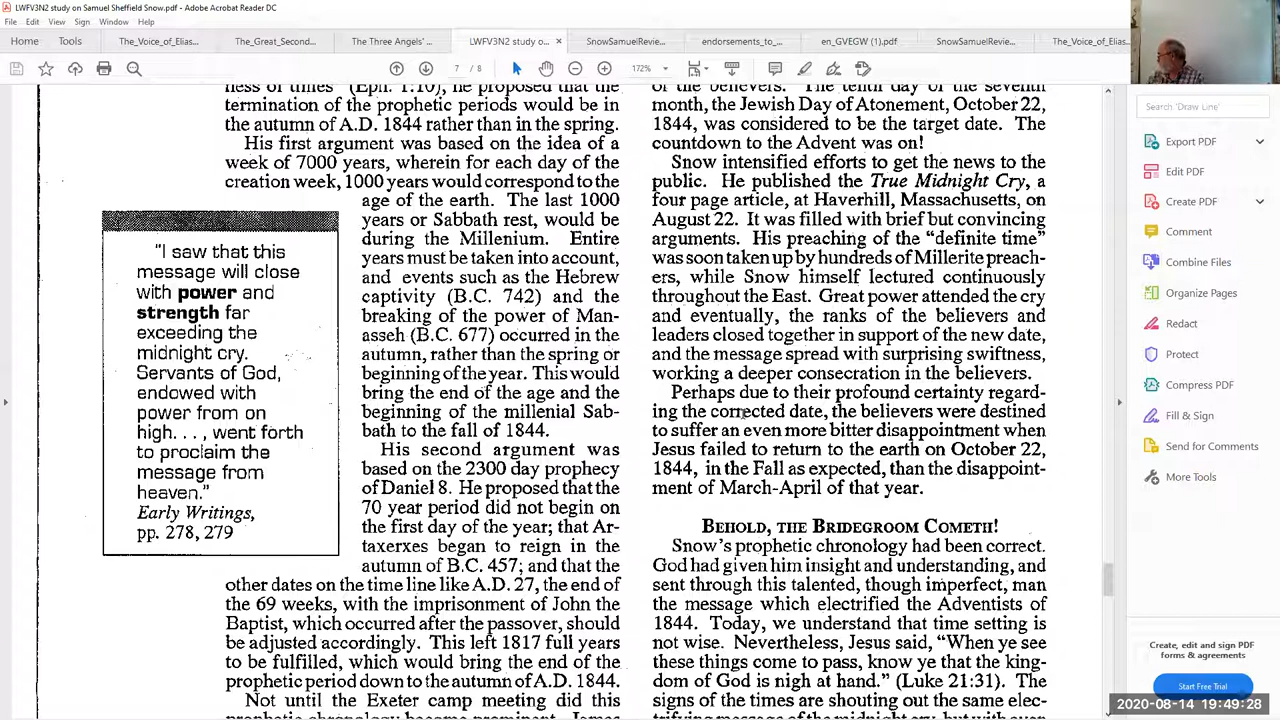 LWFV3N2 study on Samuel Sheffield Snow.pdf - Adobe Acrobat Reader DC
File Edit View Sign Window Help
Home Tools The_Voice_of_Elias... The_Great_Second... The Three Angels' ... LWFV3N2 study o... SnowSamuelRevie... endorsements_to_... en_GVEGW (1).pdf SnowSamuelRevie... The_Voice_of_Elias...
7 / 8 172%
ness of times" (Eph. 1:10), he proposed that the
termination of the prophetic periods would be in
the autumn of A.D. 1844 rather than in the spring.
His first argument was based on the idea of a
week of 7000 years, wherein for each day of the
creation week, 1000 years would correspond to the
age of the earth. The last 1000
years or Sabbath rest, would be
during the Millenium. Entire
years must be taken into account,
and events such as the Hebrew
captivity (B.C. 742) and the
breaking of the power of Man-
asseh (B.C. 677) occurred in the
autumn, rather than the spring or
beginning of the year. This would
bring the end of the age and the
beginning of the millenial Sab-
bath to the fall of 1844.
His second argument was
based on the 2300 day prophecy
of Daniel 8. He proposed that the
70 year period did not begin on
the first day of the year; that Ar-
taxerxes began to reign in the
autumn of B.C. 457; and that the
other dates on the time line like A.D. 27, the end of
the 69 weeks, with the imprisonment of John the
Baptist, which occurred after the passover, should
be adjusted accordingly. This left 1817 full years
to be fulfilled, which would bring the end of the
prophetic period down to the autumn of A.D. 1844.
Not until the Exeter camp meeting did this
prophetic chronology become prominent. James
"I saw that this
message will close
with power and
strength far
exceeding the
midnight cry.
Servants of God,
endowed with
power from on
high. . . , went forth
to proclaim the
message from
heaven."
Early Writings,
pp. 278, 279
of the believers. The tenth day of the seventh
month, the Jewish Day of Atonement, October 22,
1844, was considered to be the target date. The
countdown to the Advent was on!
Snow intensified efforts to get the news to the
public. He published the True Midnight Cry, a
four page article, at Haverhill, Massachusetts, on
August 22. It was filled with brief but convincing
arguments. His preaching of the "definite time"
was soon taken up by hundreds of Millerite preach-
ers, while Snow himself lectured continuously
throughout the East. Great power attended the cry
and eventually, the ranks of the believers and
leaders closed together in support of the new date,
and the message spread with surprising swiftness,
working a deeper consecration in the believers.
Perhaps due to their profound certainty regard-
ing the corrected date, the believers were destined
to suffer an even more bitter disappointment when
Jesus failed to return to the earth on October 22,
1844, in the Fall as expected, than the disappoint-
ment of March-April of that year.
BEHOLD, THE BRIDEGROOM COMETH!
Snow's prophetic chronology had been correct.
God had given him insight and understanding, and
sent through this talented, though imperfect, man
the message which electrified the Adventists of
1844. Today, we understand that time setting is
not wise. Nevertheless, Jesus said, "When ye see
these things come to pass, know ye that the king-
dom of God is nigh at hand." (Luke 21:31). The
signs of the times are shouting out the same elec-
trifying message of the midnight cry, but with even
Search 'Draw Line'
Export PDF
Edit PDF
Create PDF
Comment
Combine Files
Organize Pages
Redact
Protect
Compress PDF
Fill & Sign
Send for Comments
More Tools
Create, edit and sign PDF
forms & agreements
Start Free Trial
2020-08-14 19:49:28